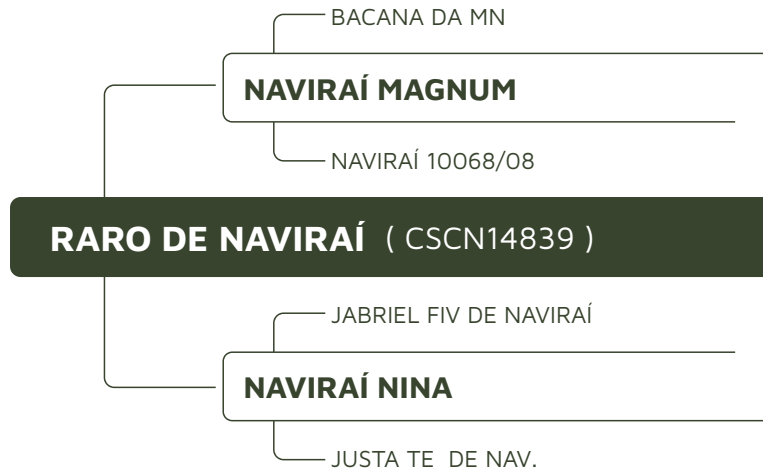 BACANA DA MN
NAVIRAÍ MAGNUM
NAVIRAÍ 10068/08
RARO DE NAVIRAÍ ( CSCN14839 )
JABRIEL FIV DE NAVIRAÍ
NAVIRAÍ NINA
JUSTA TE DE NAV.